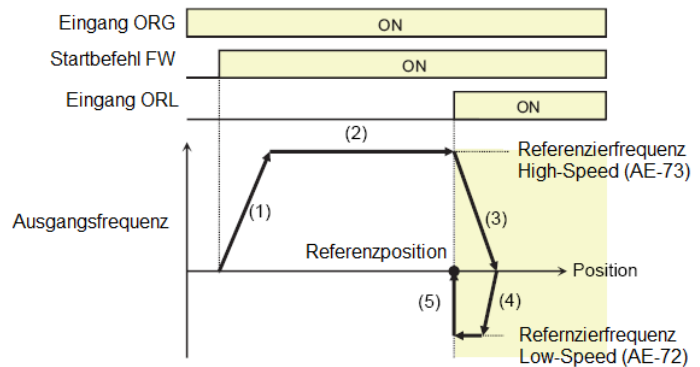 Eingang ORG
ON
Startbefehl FW
ON
Eingang ORL
ON
(2)
Referenzierfrequenz
High-Speed (AE-73)
(1)
(3)
Ausgangsfrequenz
Referenzposition
Position
(5)
(4)
Refernzierfrequenz
Low-Speed (AE-72)